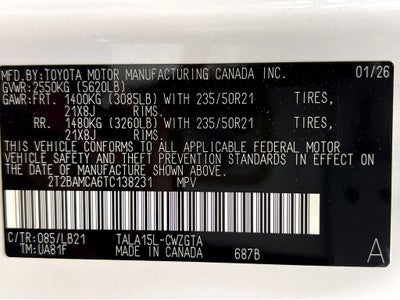 MFD. BY: TOYOTA MOTOR MANUFACTURING CANADA INC. 01/26
GVWR: 2550KG (5620LB)
GAWR: FRT. 1400KG (3085LB) WITH 235/50R21 TIRES,
21X8J RIMS.
RR. 1480KG (3260LB) WITH 235/50R21 TIRES,
21X8J RIMS.
THIS VEHICLE CONFORMS TO ALL APPLICABLE FEDERAL MOTOR
VEHICLE SAFETY AND THEFT PREVENTION STANDARDS IN EFFECT ON
THE DATE OF MANUFACTURE SHOWN ABOVE.
2T2BAMCA6TC138231 MPV
C/TR: 085/LB21 TALA15L-CWZGTA
TM: UA81F MADE IN CANADA 687B A